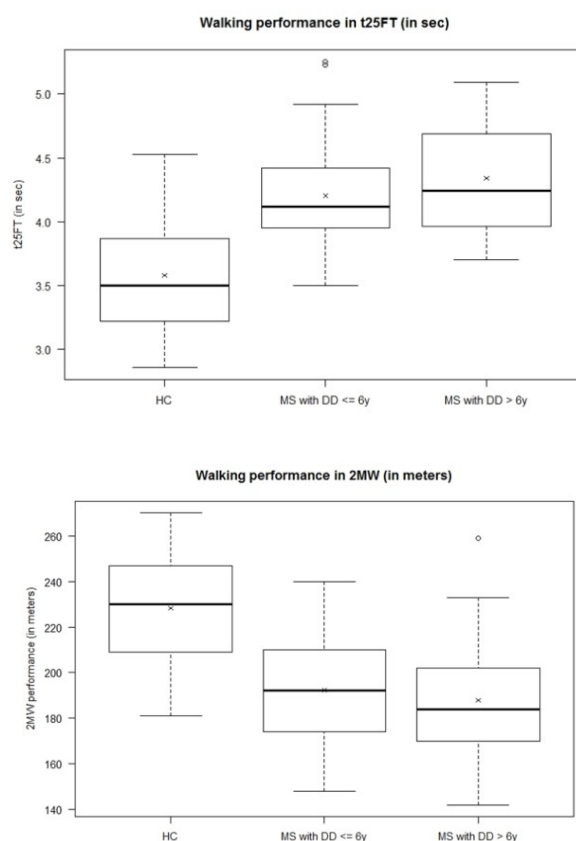 Walking performance in t25FT (in sec)
t25FT (in sec)
5.0
4.5
4.0
3.5
3.0
HC
MS with DD <= 6y
MS with DD > 6y
Walking performance in 2MW (in meters)
2MW performance (in meters)
260
240
220
200
180
160
140
HC
MS with DD <= 6y
MS with DD > 6y